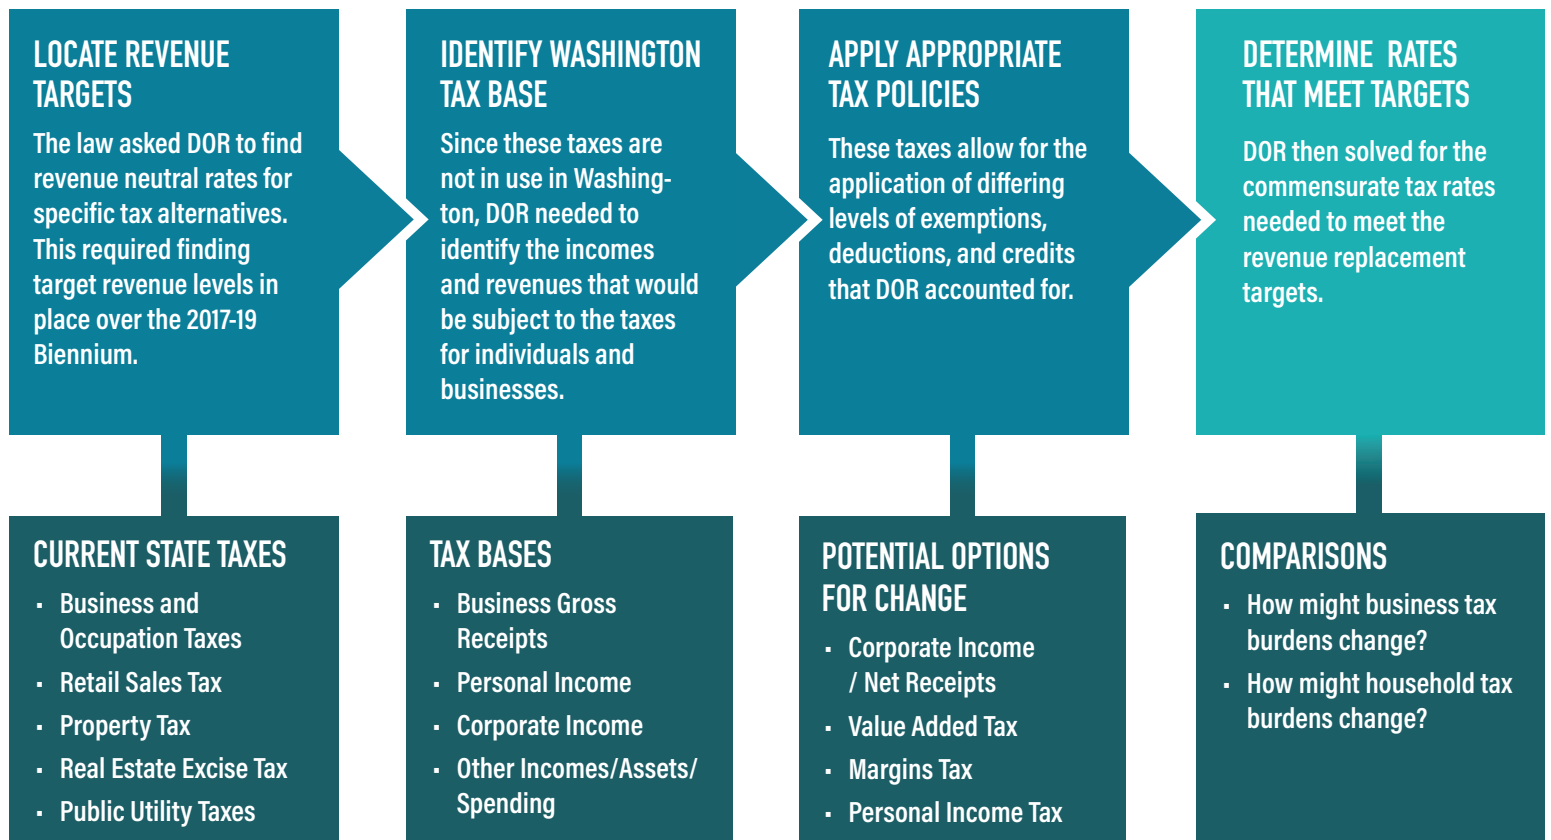 LOCATE REVENUE
TARGETS
The law asked DOR to find
revenue neutral rates for
specific tax alternatives.
This required finding
target revenue levels in
place over the 2017-19
Biennium.
IDENTIFY WASHINGTON
TAX BASE
Since these taxes are
not in use in Washing-
ton, DOR needed to
identify the incomes
and revenues that would
be subject to the taxes
for individuals and
businesses.
APPLY APPROPRIATE
TAX POLICIES
These taxes allow for the
application of differing
levels of exemptions,
deductions, and credits
that DOR accounted for.
DETERMINE RATES
THAT MEET TARGETS
DOR then solved for the
commensurate tax rates
needed to meet the
revenue replacement
targets.
CURRENT STATE TAXES
· Business and
Occupation Taxes
· Retail Sales Tax
· Property Tax
· Real Estate Excise Tax
· Public Utility Taxes
TAX BASES
· Business Gross
Receipts
· Personal Income
· Corporate Income
· Other Incomes/Assets/
Spending
POTENTIAL OPTIONS
FOR CHANGE
· Corporate Income
/ Net Receipts
· Value Added Tax
· Margins Tax
· Personal Income Tax
COMPARISONS
· How might business tax
burdens change?
· How might household tax
burdens change?